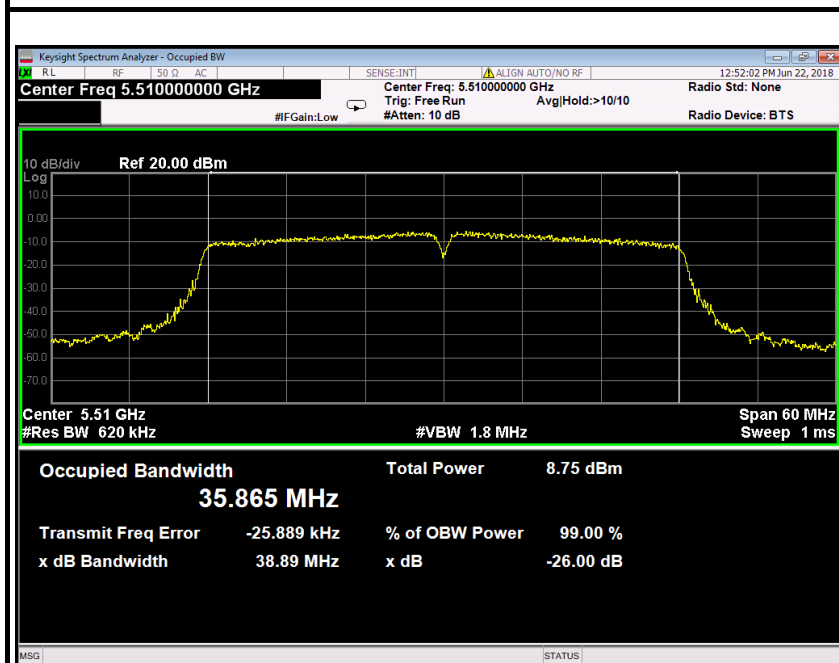 Keysight Spectrum Analyzer - Occupied BW
LXI RL RF 50 Ω AC SENSE:INT ALIGN AUTO/NO RF 12:52:02 PM Jun 22, 2018
Center Freq 5.510000000 GHz
Center Freq: 5.510000000 GHz
Radio Std: None
Trig: Free Run Avg|Hold:>10/10
#IFGain:Low #Atten: 10 dB Radio Device: BTS
10 dB/div Ref 20.00 dBm
Log
10.0
0.00
-10.0
-20.0
-30.0
-40.0
-50.0
-60.0
-70.0
Center 5.51 GHz Span 60 MHz
#Res BW 620 kHz #VBW 1.8 MHz Sweep 1 ms
Occupied Bandwidth Total Power 8.75 dBm
35.865 MHz
Transmit Freq Error -25.889 kHz % of OBW Power 99.00 %
x dB Bandwidth 38.89 MHz x dB -26.00 dB
MSG STATUS